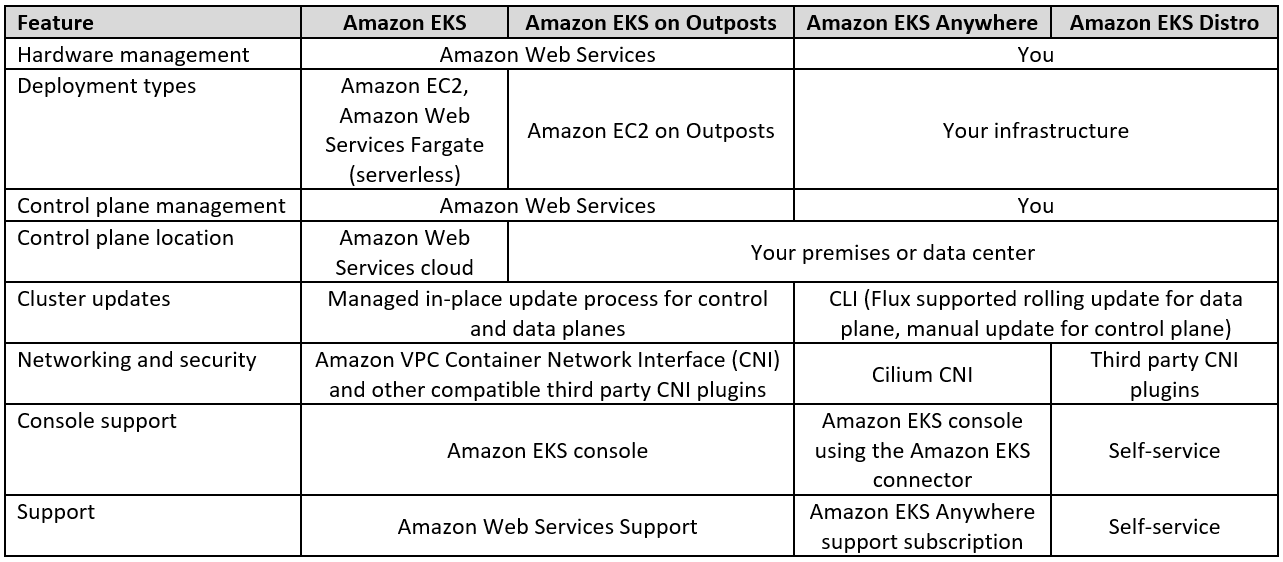 Feature Amazon EKS Amazon EKS on Outposts Amazon EKS Anywhere Amazon EKS Distro
Hardware management Amazon Web Services You
Deployment types
Amazon EC2,
Amazon Web
Services Fargate
(serverless)
Amazon EC2 on Outposts
Your infrastructure
Control plane management Amazon Web Services You
Control plane location
Amazon Web
Services cloud
Your premises or data center
Cluster updates
Managed in-place update process for control
and data planes
CLI (Flux supported rolling update for data
plane, manual update for control plane)
Networking and security
Amazon VPC Container Network Interface (CNI)
and other compatible third party CNI plugins
Cilium CNI
Third party CNI
plugins
Console support
Amazon EKS console
Amazon EKS console
using the Amazon EKS
connector
Self-service
Support
Amazon Web Services Support
Amazon EKS Anywhere
support subscription
Self-service